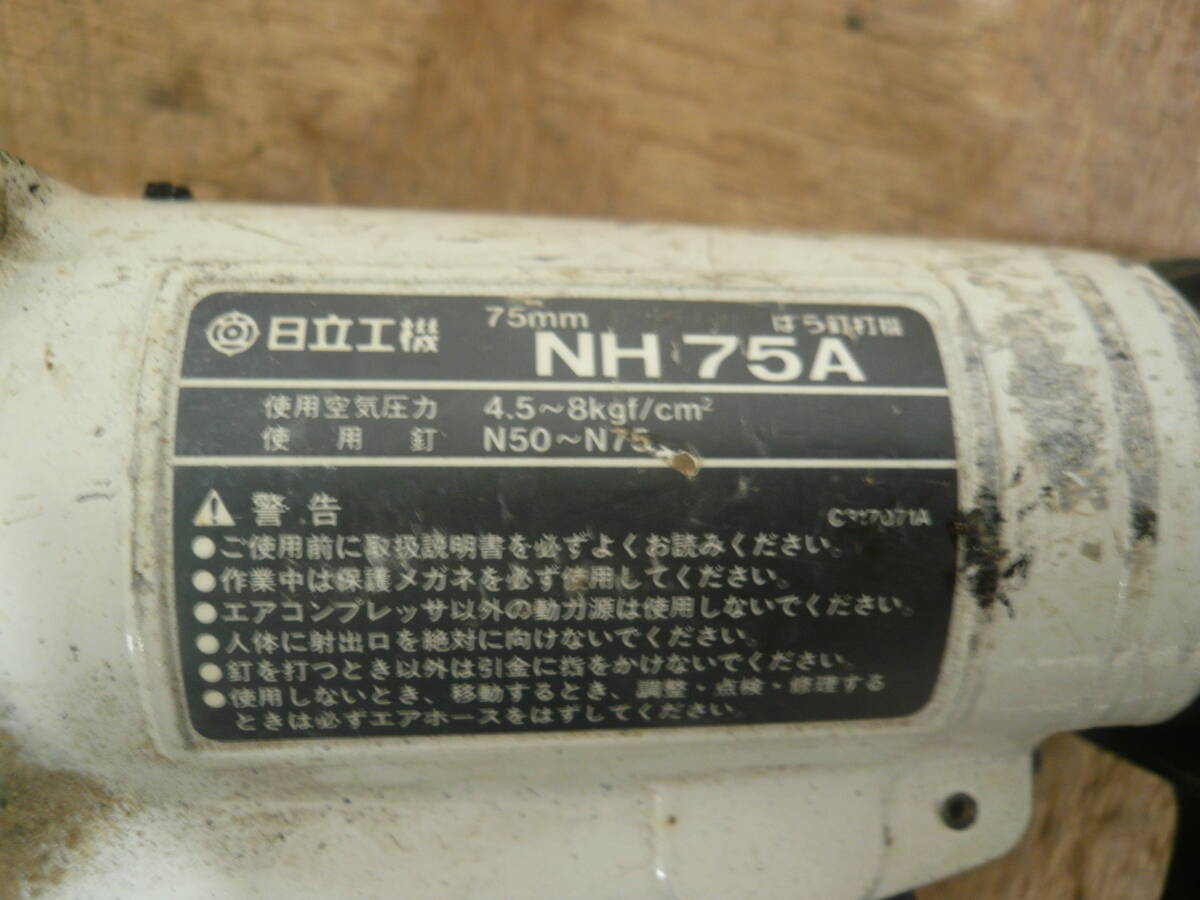 日立工機 75mm ばら釘打機
NH 75A
使用空気圧力 4.5～8kgf/cm²
使用釘 N50～N75
警告
●ご使用前に取扱説明書を必ずよくお読みください。
●作業中は保護メガネを必ず使用してください。
●エアコンプレッサ以外の動力源は使用しないでください。
●人体に射出口を絶対に向けないでください。
●釘を打つとき以外は引金に指をかけないでください。
●使用しないとき、移動するとき、調整・点検・修理する
ときは必ずエアホースをはずしてください。